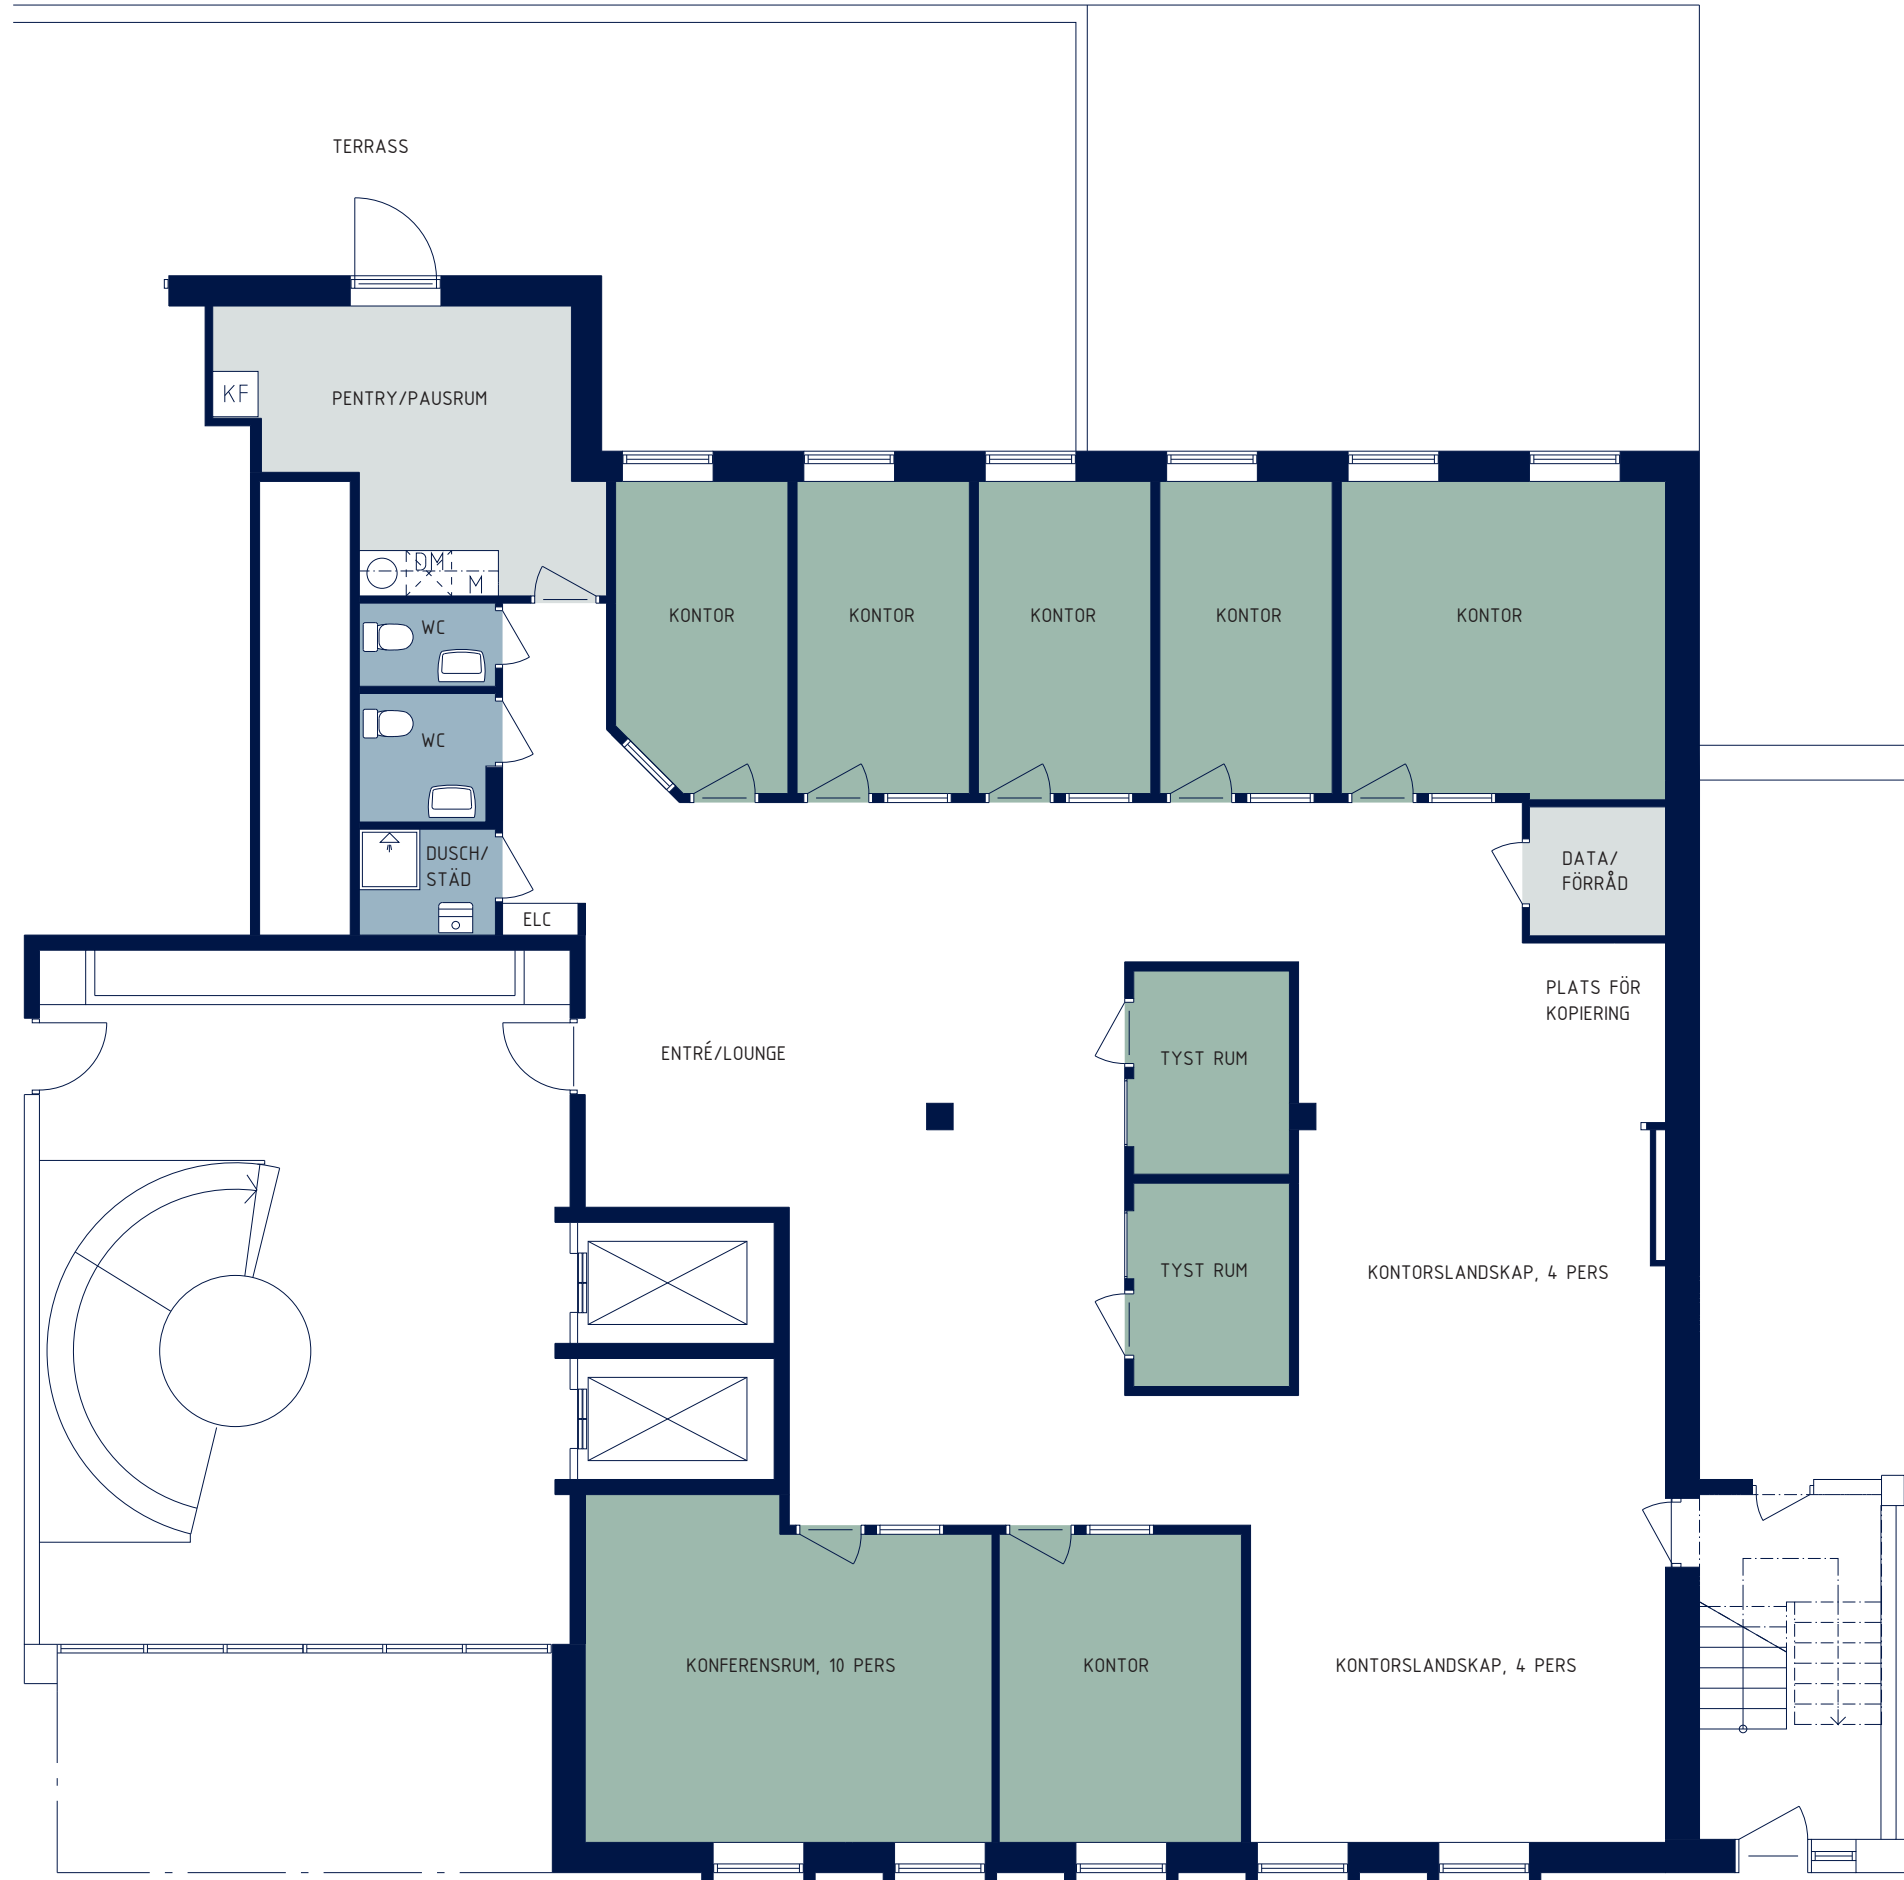 TERRASS
KF
PENTRY/PAUSRUM
DM
M
WC
KONTOR
KONTOR
KONTOR
KONTOR
KONTOR
WC
DUSCH/
STÄD
DATA/
FÖRRÅD
ELC
PLATS FÖR
KOPIERING
ENTRÉ/LOUNGE
TYST RUM
TYST RUM
KONTORSLANDSKAP, 4 PERS
KONFERENSRUM, 10 PERS
KONTOR
KONTORSLANDSKAP, 4 PERS